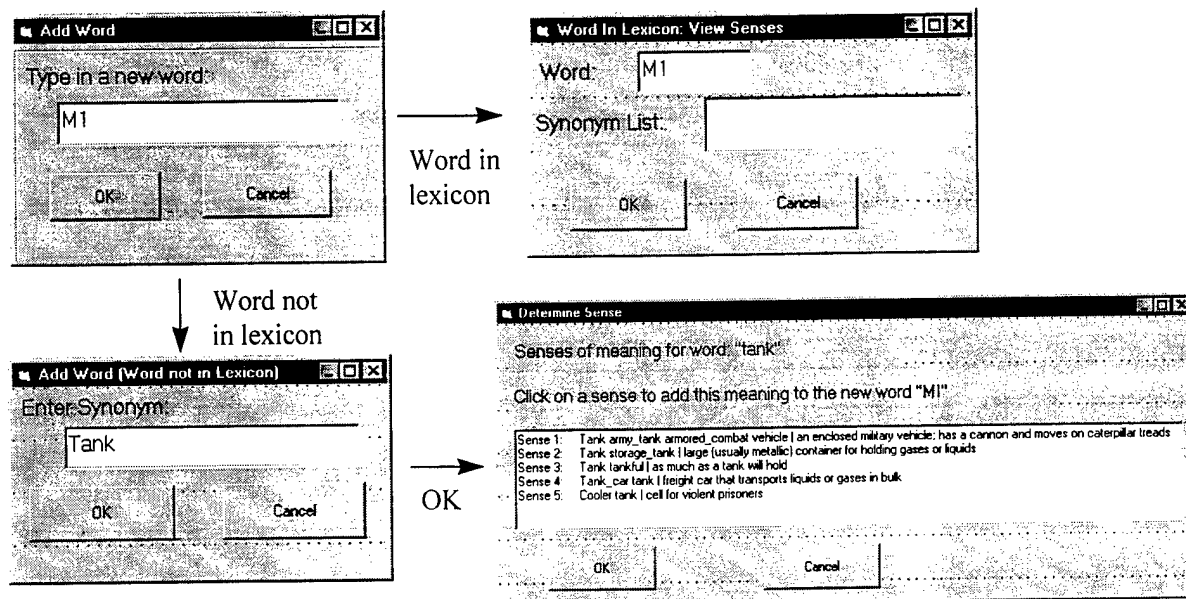 Add Word
Type in a new word:
M1
OK
Cancel
Word in
lexicon
Word In Lexicon: View Senses
Word:
M1
Synonym List:
OK
Cancel
Word not
in lexicon
Add Word (Word not in Lexicon)
Enter Synonym:
Tank
OK
Cancel
OK
Determine Sense
Senses of meaning for word: "tank"
Click on a sense to add this meaning to the new word "M1"
Sense 1: Tank army_tank armored_combat vehicle | an enclosed military vehicle; has a cannon and moves on caterpillar treads
Sense 2: Tank storage_tank | large (usually metallic) container for holding gases or liquids
Sense 3: Tank tankful | as much as a tank will hold
Sense 4: Tank_car tank | freight car that transports liquids or gases in bulk
Sense 5: Cooler tank | cell for violent prisoners
OK
Cancel